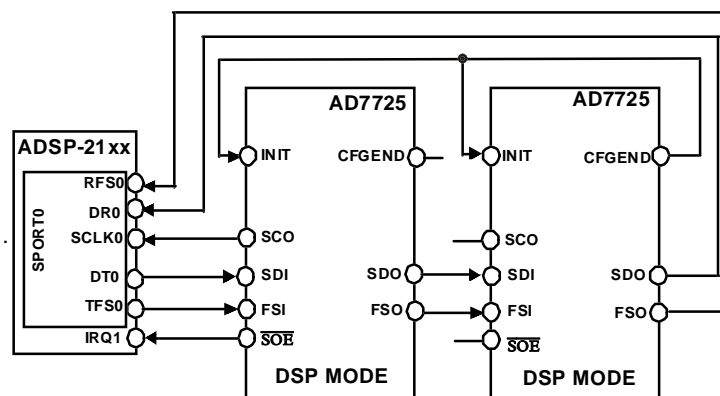 ADSP-21xx
SPORT0
RFS0
DR0
SCLK0
DT0
TFS0
IRQ1
AD7725
INIT
CFGEND
SCO
SDI
SDO
FSI
FSO
SOE
DSP MODE
AD7725
INIT
CFGEND
SCO
SDI
SDO
FSI
FSO
SOE
DSP MODE